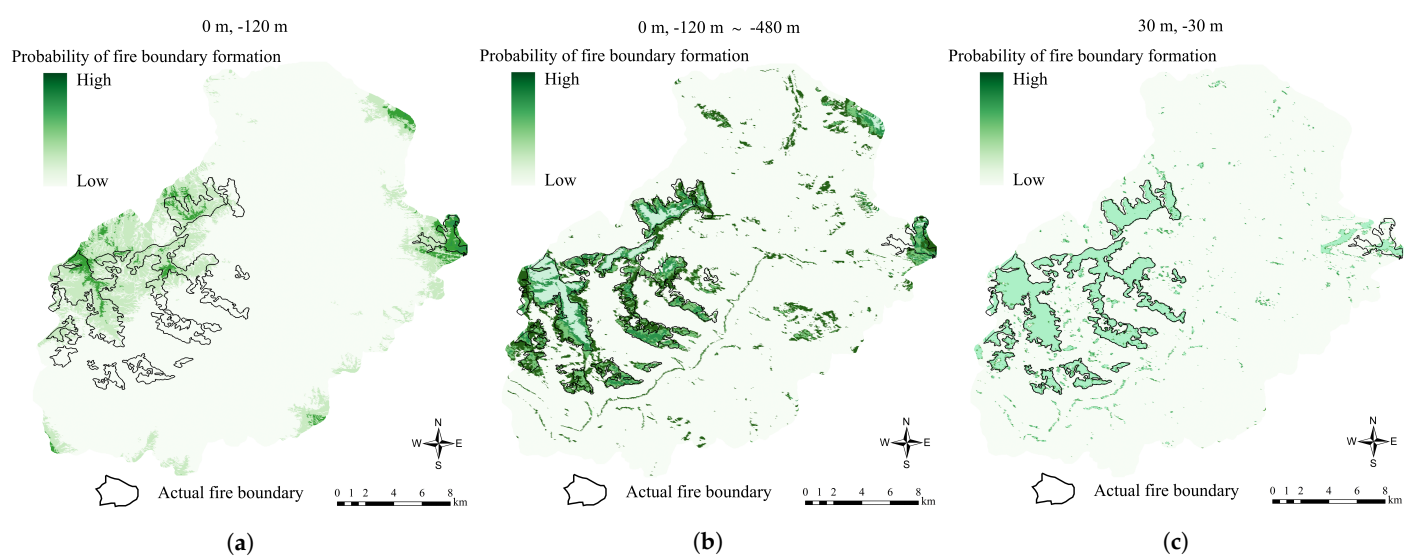 0 m, -120 m
Probability of fire boundary formation
High
Low
N
W E
S
Actual fire boundary
0 1 2 4 6 8
km
(a)
0 m, -120 m ~ -480 m
Probability of fire boundary formation
High
Low
N
W E
S
Actual fire boundary
0 1 2 4 6 8
km
(b)
30 m, -30 m
Probability of fire boundary formation
High
Low
N
W E
S
Actual fire boundary
0 1 2 4 6 8
km
(c)